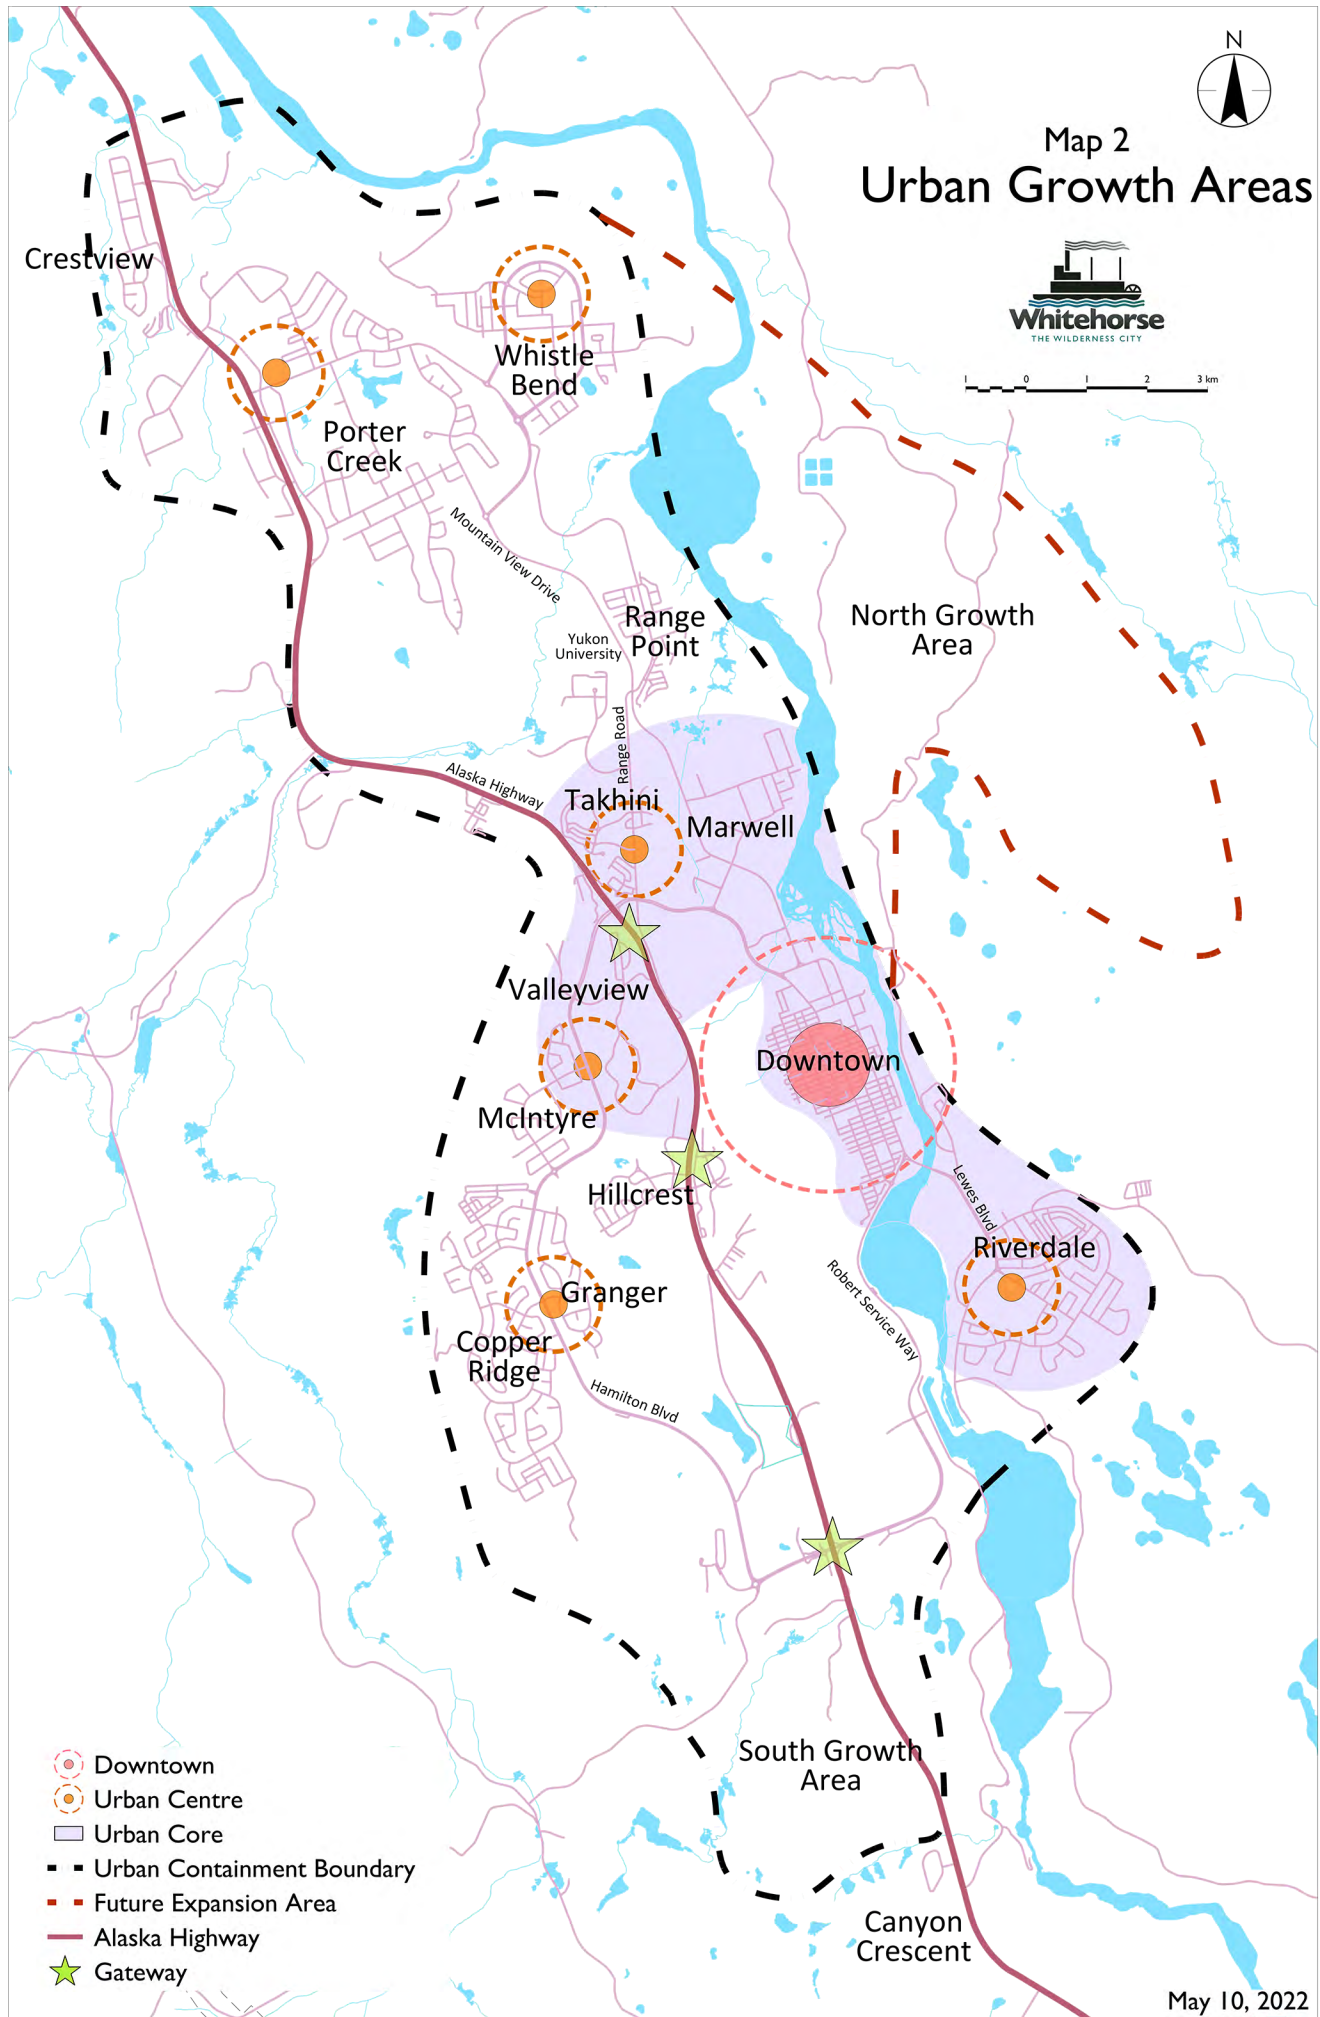 N
Map 2
Urban Growth Areas
Whitehorse
THE WILDERNESS CITY
1 0 1 2 3 km
Crestview
Whistle
Bend
Porter
Creek
Mountain View Drive
Range
Point
Yukon
University
North Growth
Area
Range Road
Alaska Highway
Takhini
Marwell
Valleyview
Downtown
McIntyre
Hillcrest
Lewes Blvd
Riverdale
Robert Service Way
Granger
Copper
Ridge
Hamilton Blvd
South Growth
Area
Canyon
Crescent
Downtown
Urban Centre
Urban Core
Urban Containment Boundary
Future Expansion Area
Alaska Highway
Gateway
May 10, 2022